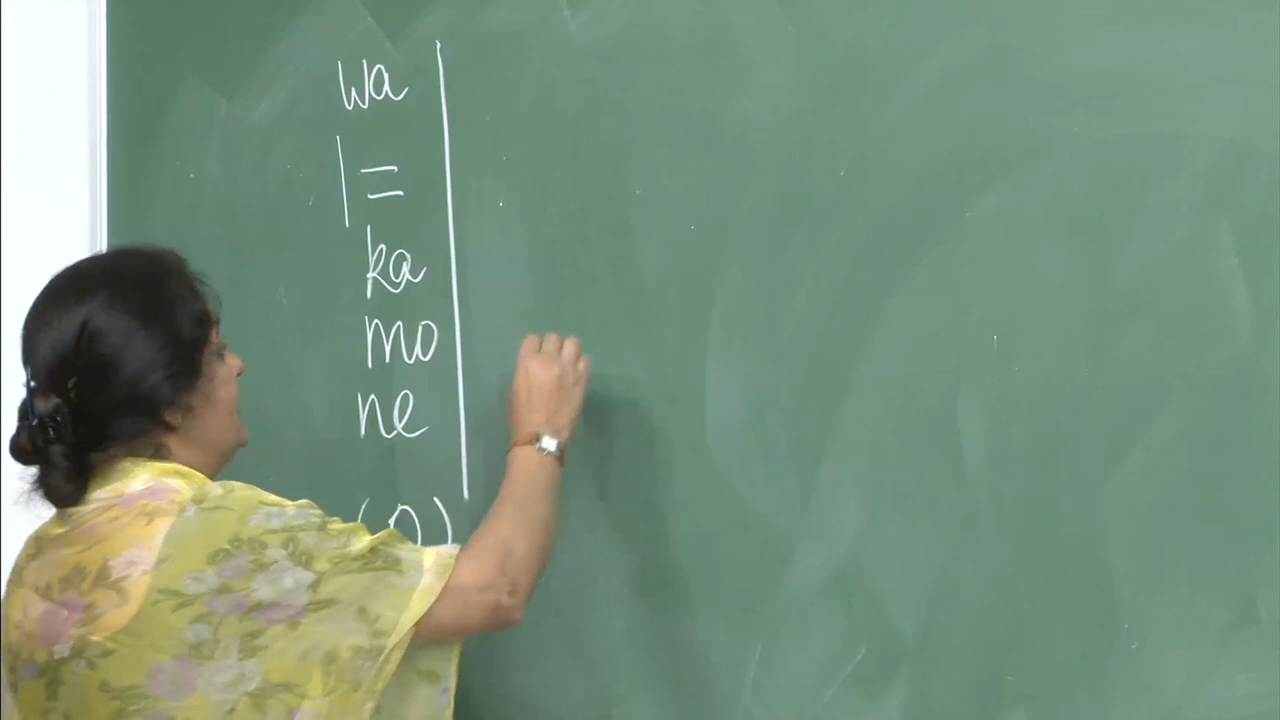 wa
| =
ka
mo
ne
(o)